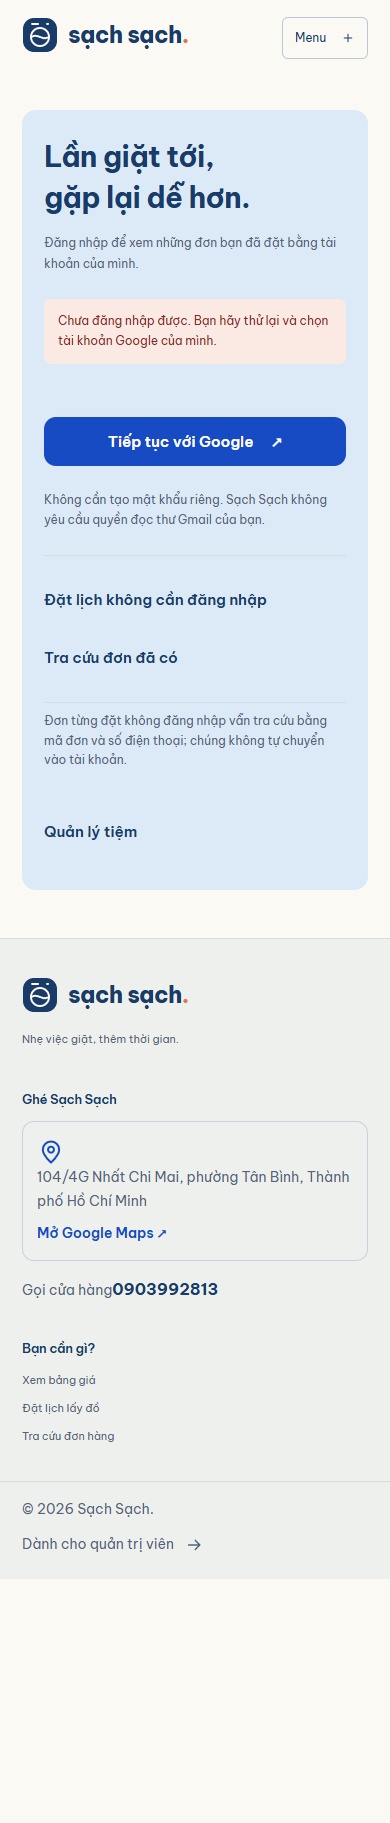 sạch sạch.
Menu +
Lần giặt tới,
gặp lại dễ hơn.
Đăng nhập để xem những đơn bạn đã đặt bằng tài
khoản của mình.
Chưa đăng nhập được. Bạn hãy thử lại và chọn
tài khoản Google của mình.
Tiếp tục với Google ↗
Không cần tạo mật khẩu riêng. Sạch Sạch không
yêu cầu quyền đọc thư Gmail của bạn.
Đặt lịch không cần đăng nhập
Tra cứu đơn đã có
Đơn từng đặt không đăng nhập vẫn tra cứu bằng
mã đơn và số điện thoại; chúng không tự chuyển
vào tài khoản.
Quản lý tiệm
sạch sạch.
Nhẹ việc giặt, thêm thời gian.
Ghé Sạch Sạch
104/4G Nhất Chi Mai, phường Tân Bình, Thành
phố Hồ Chí Minh
Mở Google Maps ↗
Gọi cửa hàng0903992813
Bạn cần gì?
Xem bảng giá
Đặt lịch lấy đồ
Tra cứu đơn hàng
© 2026 Sạch Sạch.
Dành cho quản trị viên →